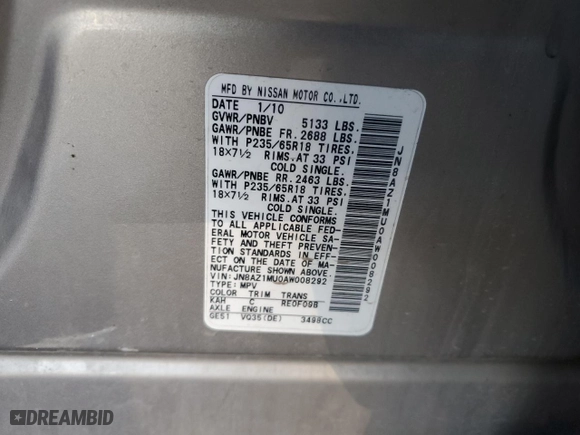 MFD BY NISSAN MOTOR CO.,LTD.
DATE 1/10
GVWR/PNBV 5133 LBS.
GAWR/PNBE FR. 2688 LBS.
WITH P235/65R18 TIRES.
18×7½ RIMS.AT 33 PSI
COLD SINGLE.
GAWR/PNBE RR. 2463 LBS.
WITH P235/65R18 TIRES.
18×7½ RIMS.AT 33 PSI
COLD SINGLE.
THIS VEHICLE CONFORMS
TO ALL APPLICABLE FED-
ERAL MOTOR VEHICLE SA-
FETY AND THEFT PREVEN-
TION STANDARDS IN EFF-
ECT ON THE DATE OF MA-
NUFACTURE SHOWN ABOVE.
VIN:JN8AZ1MU0AW008292
TYPE:MPV
COLOR TRIM TRANS
KAH C RE0F09B
AXLE ENGINE
GE51 VQ35(DE) 3498CC
JN8AZ1MU0AW008292
DREAMBID